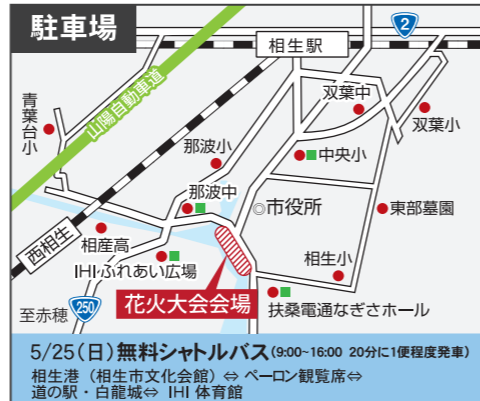 駐車場
2
相生駅
山陽自動車道
青葉台小
双葉中
双葉小
那波小
中央小
那波中
◎市役所
東部墓園
西相生
相産高
相生小
IHIふれあい広場
花火大会会場
扶桑電通なぎさホール
至赤穂
250
5/25(日)無料シャトルバス(9:00~16:00 20分に1便程度発車)
相生港(相生市文化会館)⇔ペーロン観覧席⇔
道の駅・白龍城⇔ IHI体育館